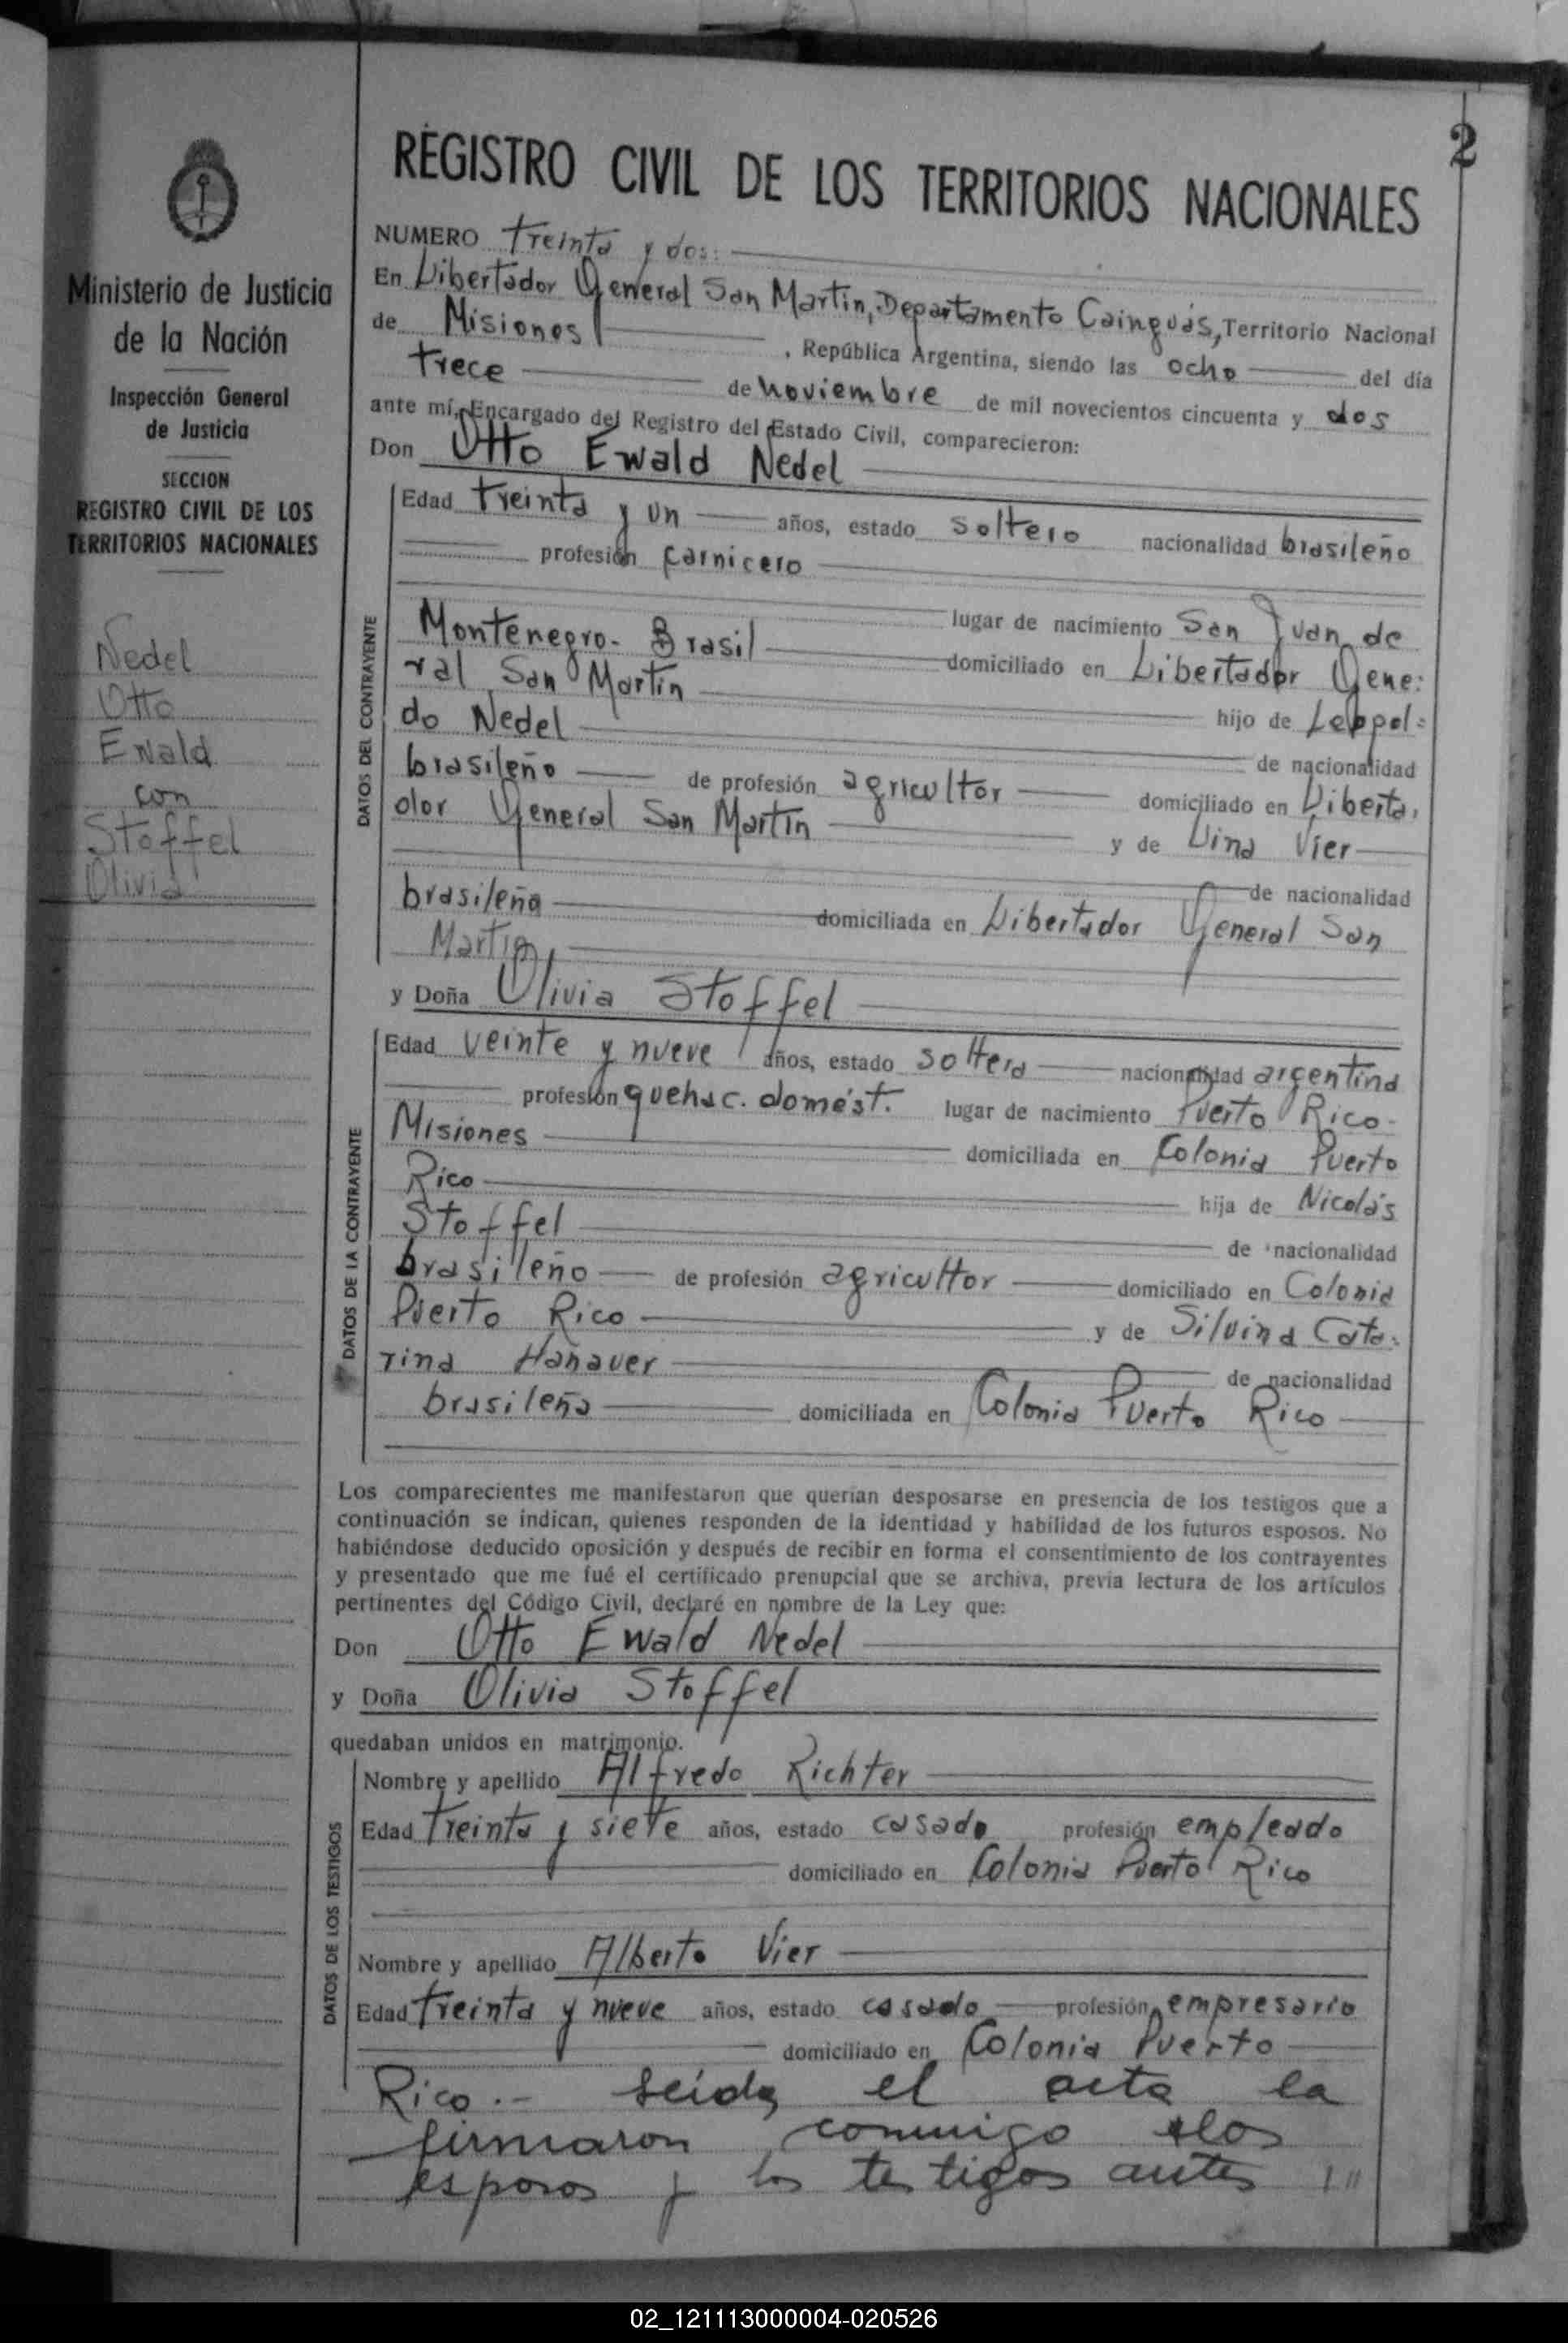 2
REGISTRO CIVIL DE LOS TERRITORIOS NACIONALES
Ministerio de Justicia
de la Nación
Inspección General
de Justicia
SECCION
REGISTRO CIVIL DE LOS
TERRITORIOS NACIONALES
Nedel
Otto
Ewald
con
Stoffel
Olivia
NUMERO treinta y dos:
En Libertador General San Martín, Departamento Cainguás, Territorio Nacional
de Misiones, República Argentina, siendo las ocho del día
trece de noviembre de mil novecientos cincuenta y dos
ante mí, Encargado del Registro del Estado Civil, comparecieron:
Don Otto Ewald Nedel
DATOS DEL CONTRAYENTE
Edad treinta y un años, estado soltero nacionalidad brasileño
profesión carnicero
lugar de nacimiento San Juan de
Montenegro - Brasil domiciliado en Libertador Gene:
ral San Martín hijo de Leopol=
do Nedel de nacionalidad
brasileño de profesión agricultor domiciliado en Liberta,
dor General San Martín y de Lina Vier
de nacionalidad
brasileña domiciliada en Libertador General San
Martín
y Doña Olivia Stoffel
DATOS DE LA CONTRAYENTE
Edad veinte y nueve años, estado soltera nacionalidad argentina
profesión quehac. domést. lugar de nacimiento Puerto Rico-
Misiones domiciliada en Colonia Puerto
Rico hija de Nicolás
Stoffel de nacionalidad
brasileño de profesión agricultor domiciliado en Colonia
Puerto Rico y de Silvina Cata:
rina Hañauer de nacionalidad
brasileña domiciliada en Colonia Puerto Rico
Los comparecientes me manifestaron que querían desposarse en presencia de los testigos que a
continuación se indican, quienes responden de la identidad y habilidad de los futuros esposos. No
habiéndose deducido oposición y después de recibir en forma el consentimiento de los contrayentes
y presentado que me fué el certificado prenupcial que se archiva, previa lectura de los artículos
pertinentes del Código Civil, declaré en nombre de la Ley que:
Don Otto Ewald Nedel
y Doña Olivia Stoffel
quedaban unidos en matrimonio.
DATOS DE LOS TESTIGOS
Nombre y apellido Alfredo Richter
Edad treinta y siete años, estado casado profesión empleado
domiciliado en Colonia Puerto Rico
Nombre y apellido Alberto Vier
Edad treinta y nueve años, estado casado profesión empresario
domiciliado en Colonia Puerto
Rico.- Leída el acta la
firmaron conmigo los
esposos y los testigos antes
02_121113000004-020526